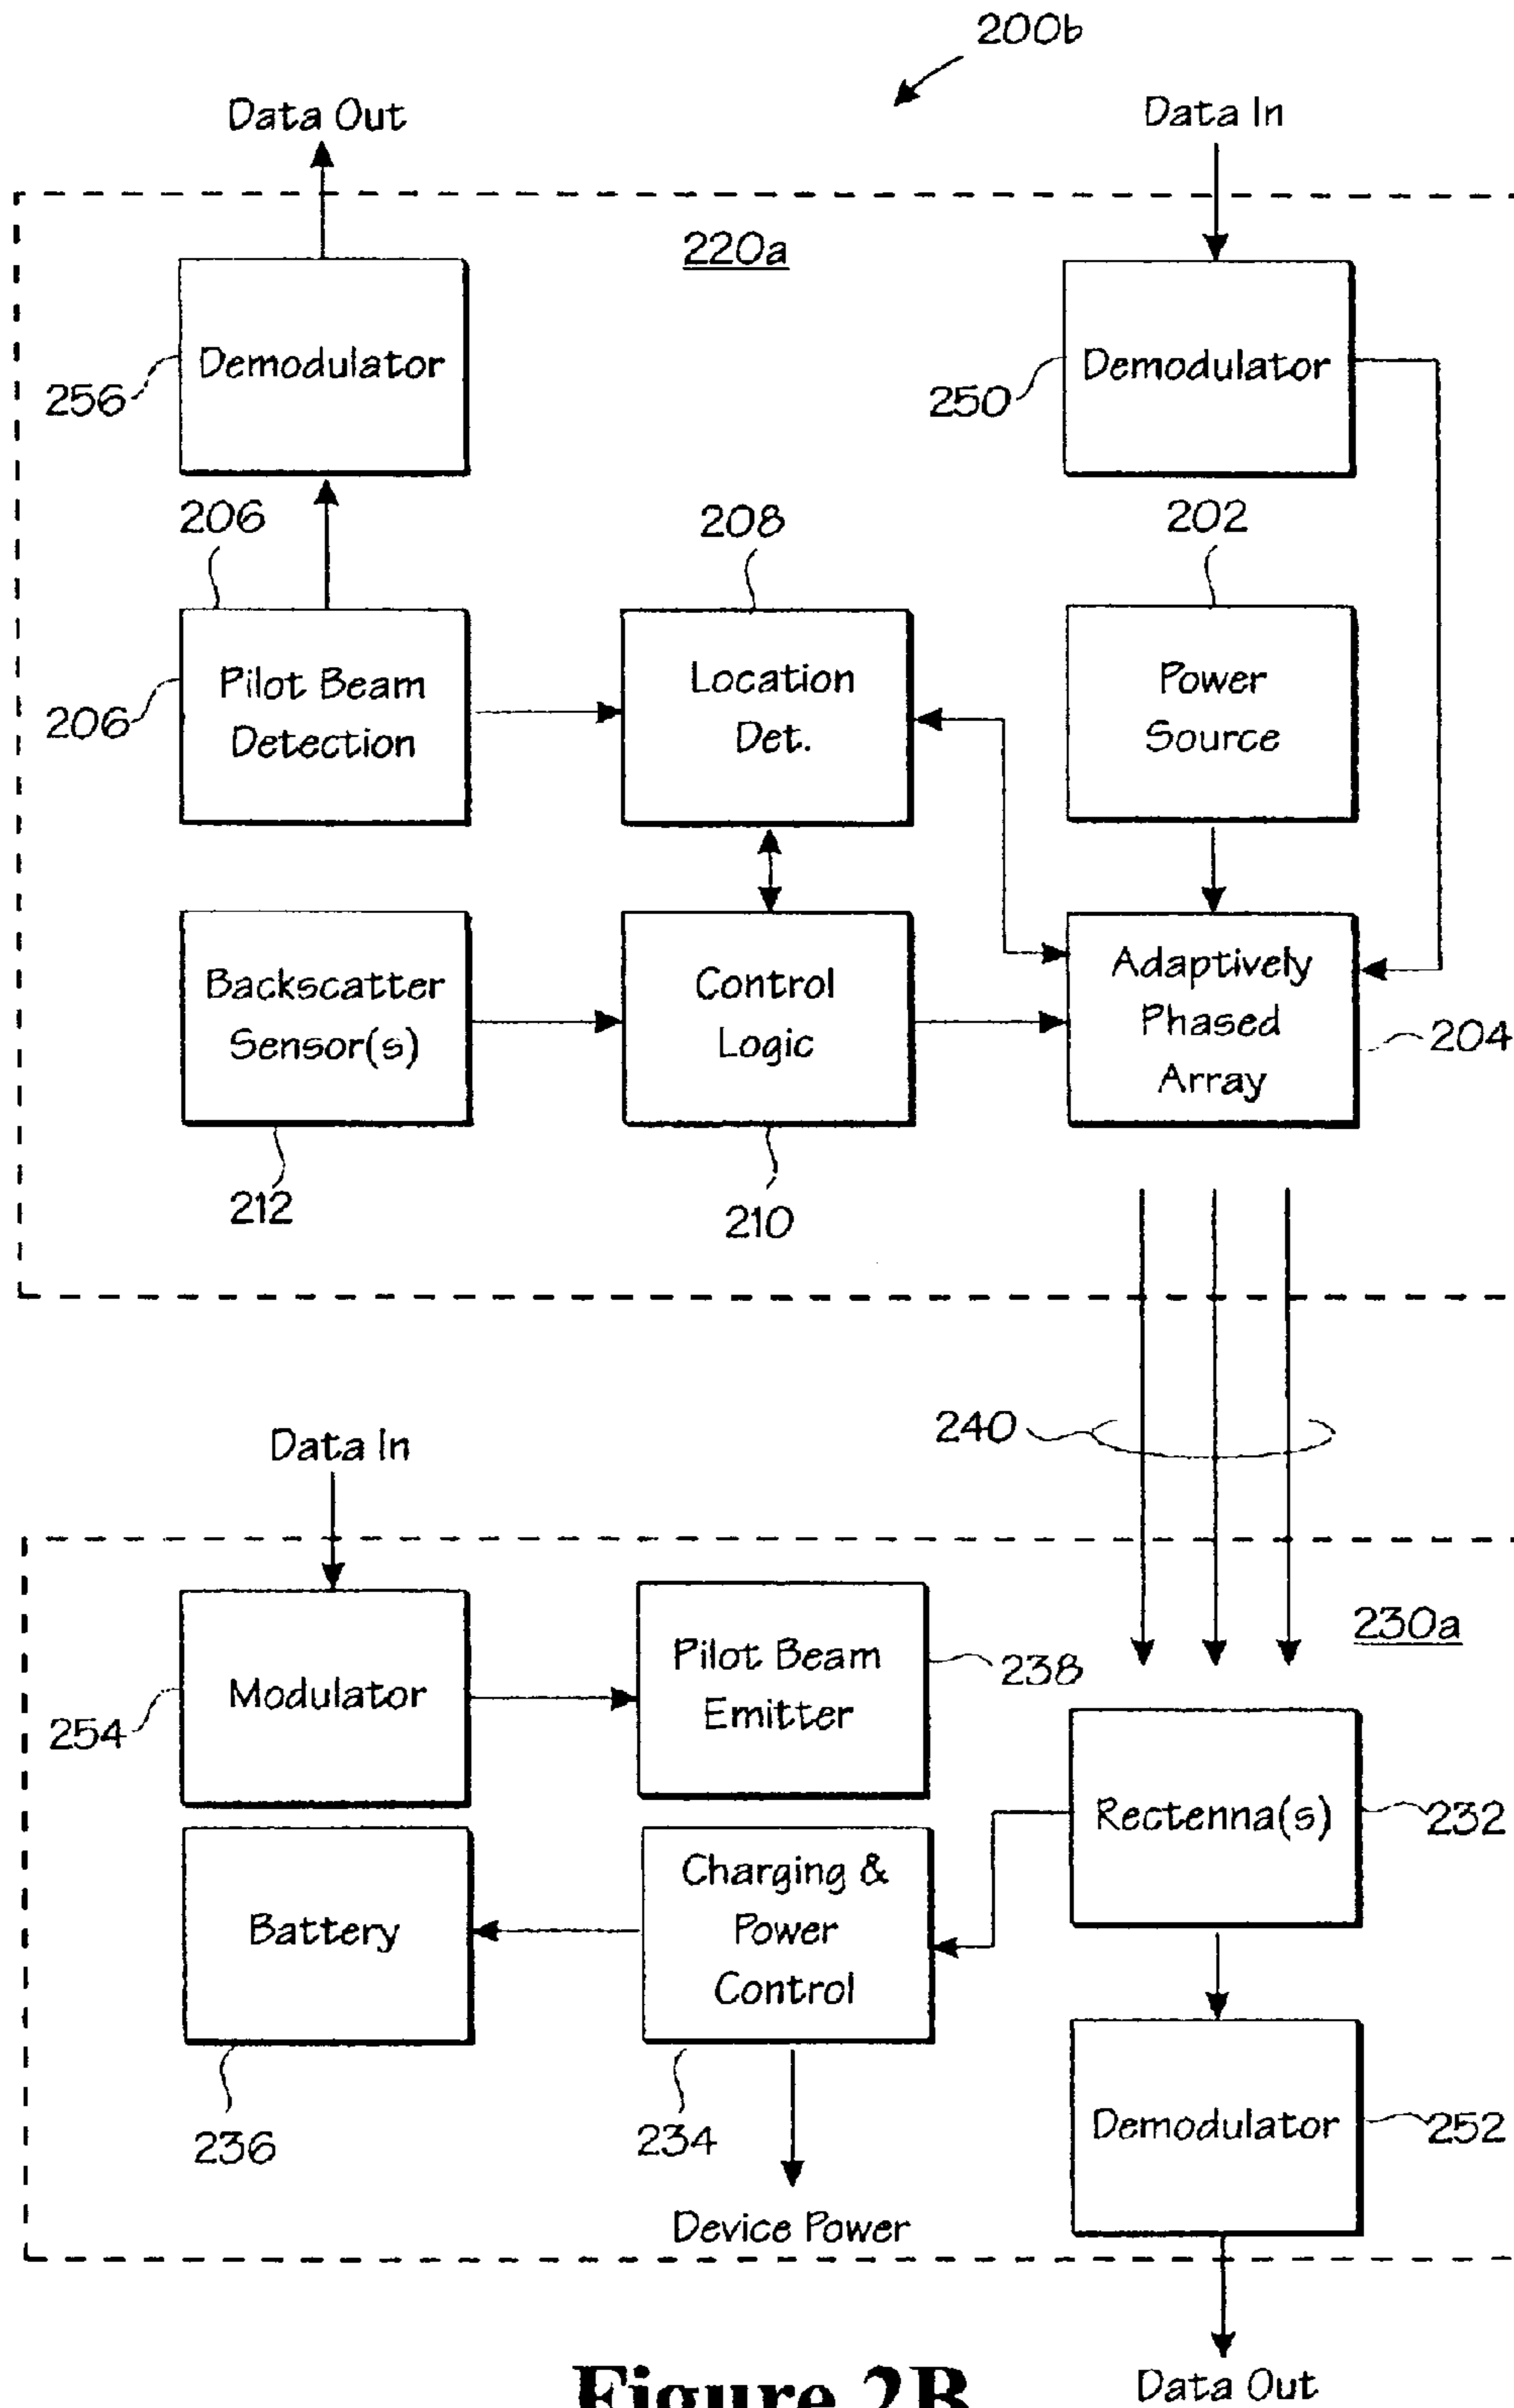 200b
Data Out
Data In
220a
Demodulator
256
Demodulator
250
206
208
202
Pilot Beam
Detection
206
Location
Det.
Power
Source
Backscatter
Sensor(s)
212
Control
Logic
210
Adaptively
Phased
Array
204
240
Data In
230a
Modulator
254
Pilot Beam
Emitter
238
Rectenna(s)
232
Battery
236
Charging &
Power
Control
234
Device Power
Demodulator
252
Data Out
Figure 2B